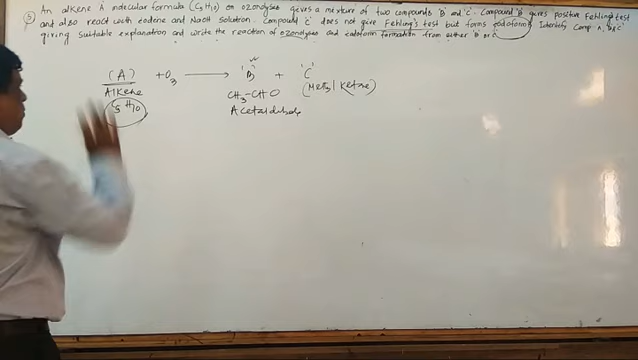 ⑤ An alkene A molecular formula (C5H10) on ozonolysis gives a mixture of two compounds 'B' and 'C'. Compound 'B' gives positive Fehling's test
and also react with iodene and NaOH solution. Compound 'C' does not give Fehling's test but forms iodoform. Identify Comp A, B & C
giving suitable explanation and write the reaction of ozonolysis and iodoform formation from either 'B' or 'C'
(A) + O3 → 'B' + 'C'
Alkene CH3-CHO (Methyl Ketone)
C5H10 Acetaldehyde